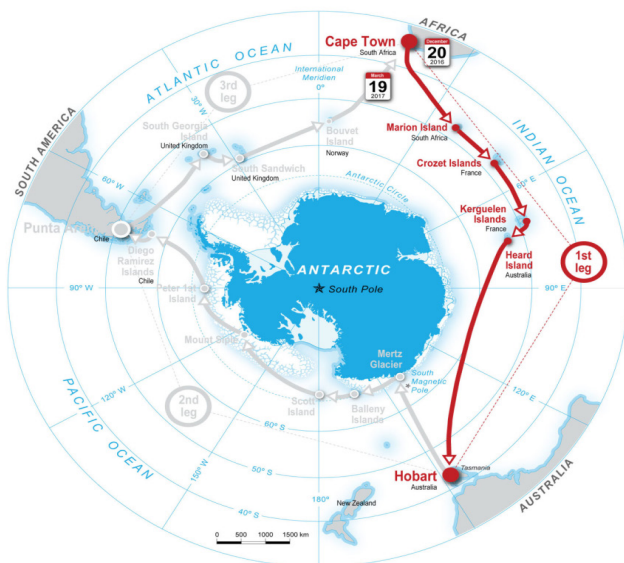 AFRICA
Cape Town
South Africa
December
20
2016
ATLANTIC OCEAN
3rd
leg
International
Meridien
0°
March
19
2017
30° W
South Georgia
Island
United Kingdom
South Sandwich
United Kingdom
Bouvet
Island
Norway
Marion Island
South Africa
Crozet Islands
France
INDIAN OCEAN
SOUTH AMERICA
60° W
60° E
Antarctic Circle
Kerguelen
Islands
France
Heard
Island
Australia
1st
leg
Punta
Chile
Diego
Ramirez
Islands
Chile
ANTARCTIC
South Pole
90° W
90° E
Peter 1st
Island
Mount Siple
Mertz
Glacier
South
Magnetic
Pole
2nd
leg
Scott
Island
Balleny
Islands
PACIFIC OCEAN
120° W
120° E
60° S
150° W
50° S
Hobart
Australia
Tasmania
AUSTRALIA
180°
New Zealand
40° S
0 500 1000 1500 km